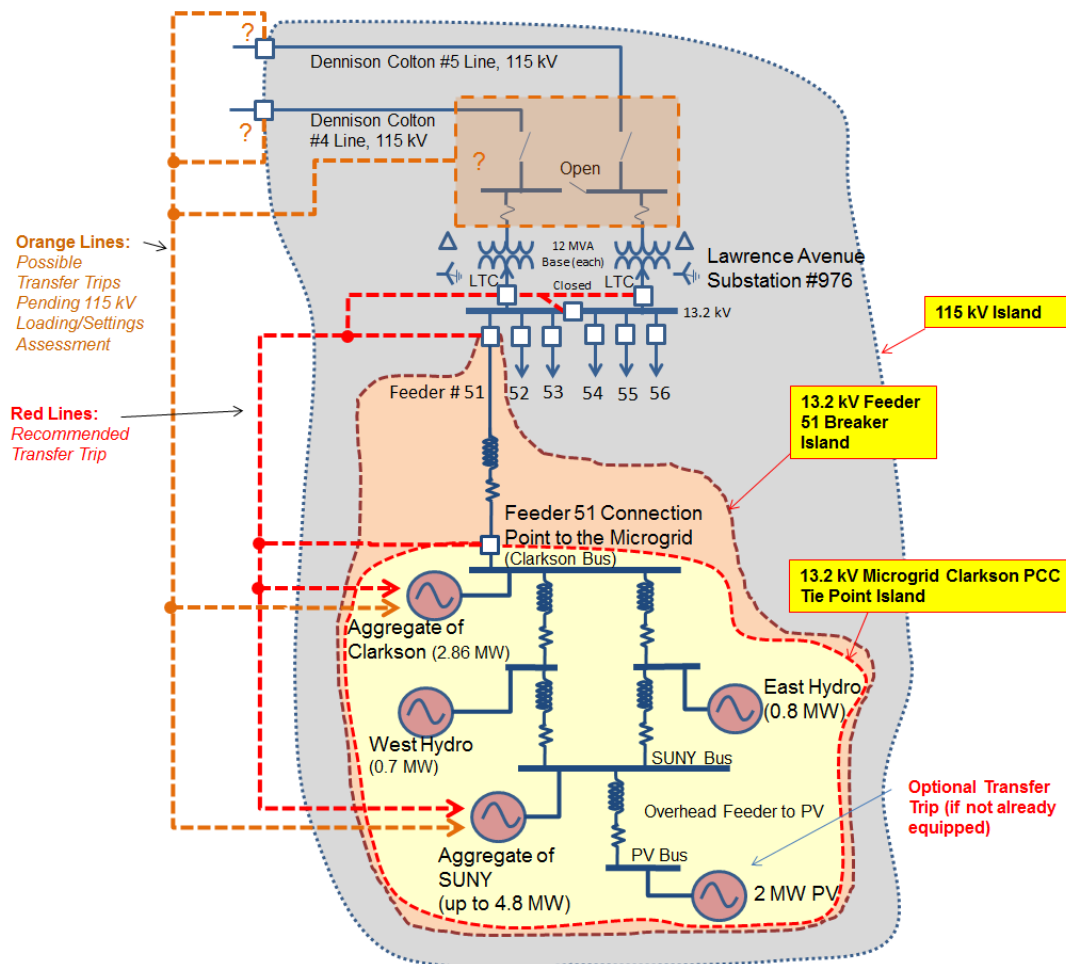 ?
Dennison Colton #5 Line, 115 kV
?
Dennison Colton
#4 Line, 115 kV
?
Open
Orange Lines:
Possible
Transfer Trips
Pending 115 kV
Loading/Settings
Assessment
12 MVA
Base (each)
LTC
Closed
LTC
Lawrence Avenue
Substation #976
13.2 kV
115 kV Island
Feeder # 51
52
53
54
55
56
13.2 kV Feeder
51 Breaker
Island
Red Lines:
Recommended
Transfer Trip
Feeder 51 Connection
Point to the Microgrid
(Clarkson Bus)
13.2 kV Microgrid Clarkson PCC
Tie Point Island
Aggregate of
Clarkson (2.86 MW)
West Hydro
(0.7 MW)
East Hydro
(0.8 MW)
SUNY Bus
Overhead Feeder to PV
Optional Transfer
Trip (if not already
equipped)
Aggregate of
SUNY
(up to 4.8 MW)
PV Bus
2 MW PV